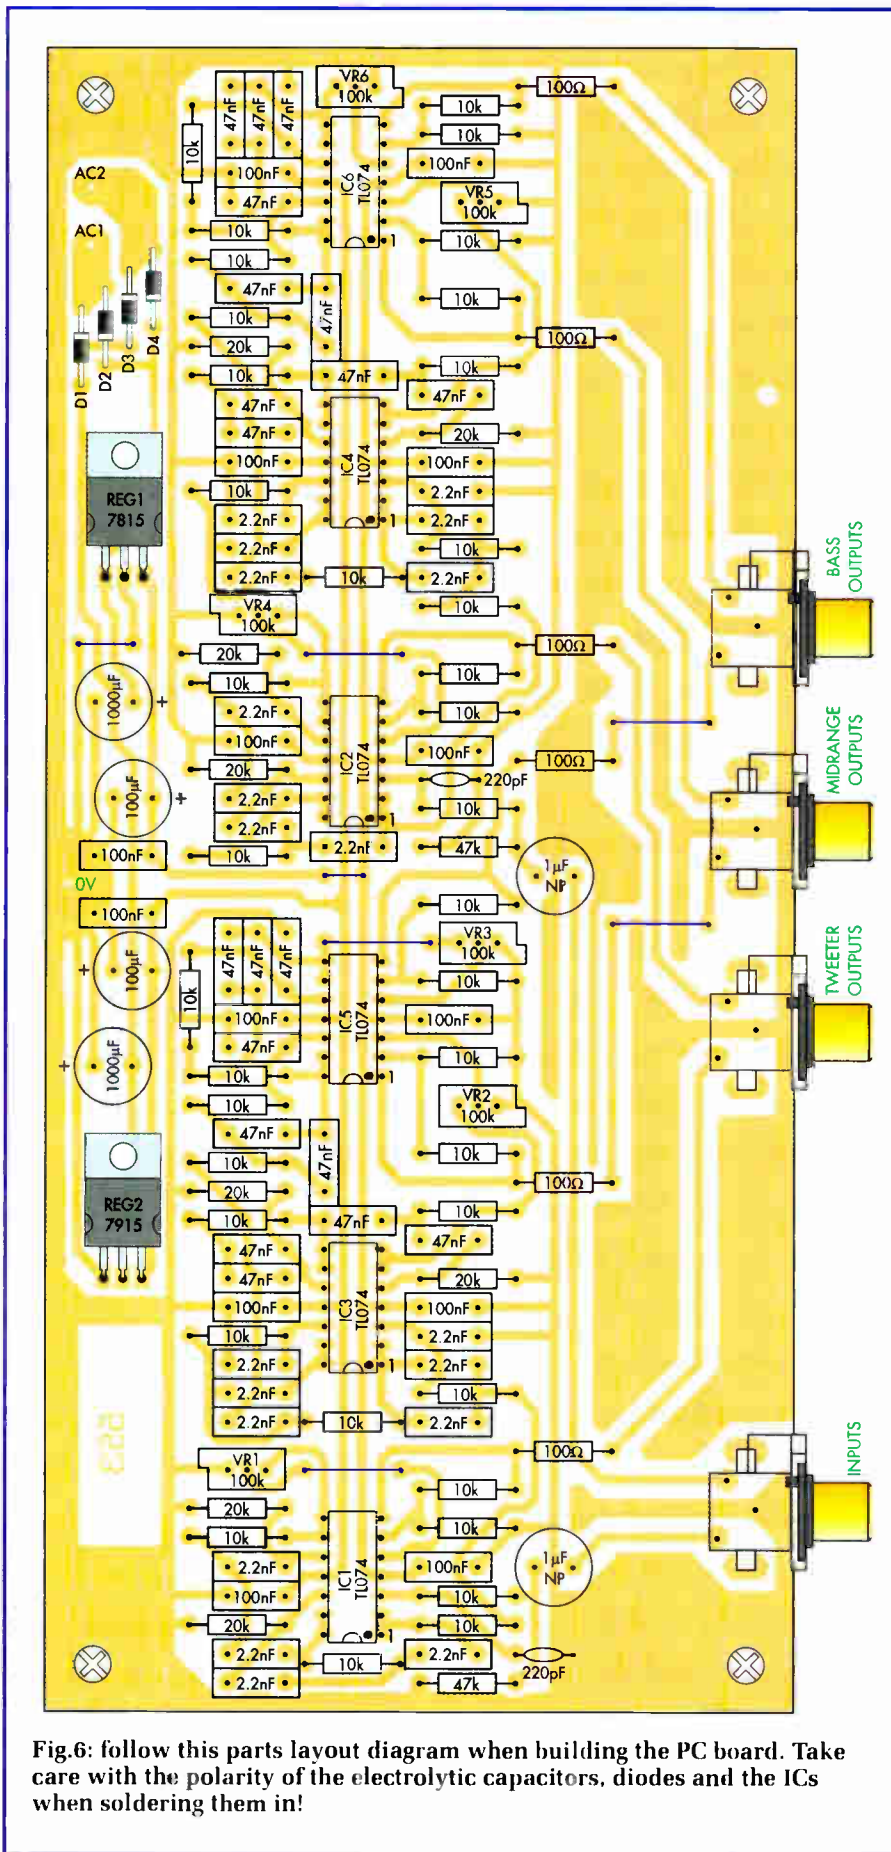 VR6
100k
100Ω
10k
10k
47nF
47nF
47nF
10k
IC6
TL074
100nF
100nF
AC2
47nF
VR5
100k
AC1
10k
1
10k
10k
47nF
47nF
10k
D1
D2
D3
D4
10k
100Ω
20k
10k
10k
47nF
47nF
47nF
47nF
20k
100nF
IC4
TL074
100nF
REG1
7815
10k
2.2nF
2.2nF
1
2.2nF
2.2nF
10k
BASS
OUTPUTS
2.2nF
10k
2.2nF
VR4
100k
10k
20k
100Ω
10k
10k
1000µF
+
2.2nF
10k
100nF
IC2
TL074
100nF
100Ω
MIDRANGE
OUTPUTS
20k
220pF
100µF
+
2.2nF
10k
2.2nF
1
100nF
10k
2.2nF
47k
1µF
NP
0V
10k
100nF
47nF
47nF
47nF
VR3
100k
TWEETER
OUTPUTS
+
100µF
10k
10k
IC5
TL074
100nF
100nF
47nF
+
1000µF
10k
1
10k
10k
VR2
100k
47nF
47nF
10k
REG2
7915
10k
20k
100Ω
10k
47nF
10k
47nF
47nF
47nF
20k
100nF
IC3
TL074
100nF
10k
2.2nF
2.2nF
1
2.2nF
2.2nF
10k
2.2nF
10k
2.2nF
VR1
100k
100Ω
INPUTS
10k
20k
10k
10k
2.2nF
IC1
TL074
100nF
1µF
NP
100nF
10k
20k
10k
1
2.2nF
2.2nF
10k
220pF
2.2nF
47k
Fig.6: follow this parts layout diagram when building the PC board. Take
care with the polarity of the electrolytic capacitors, diodes and the ICs
when soldering them in!